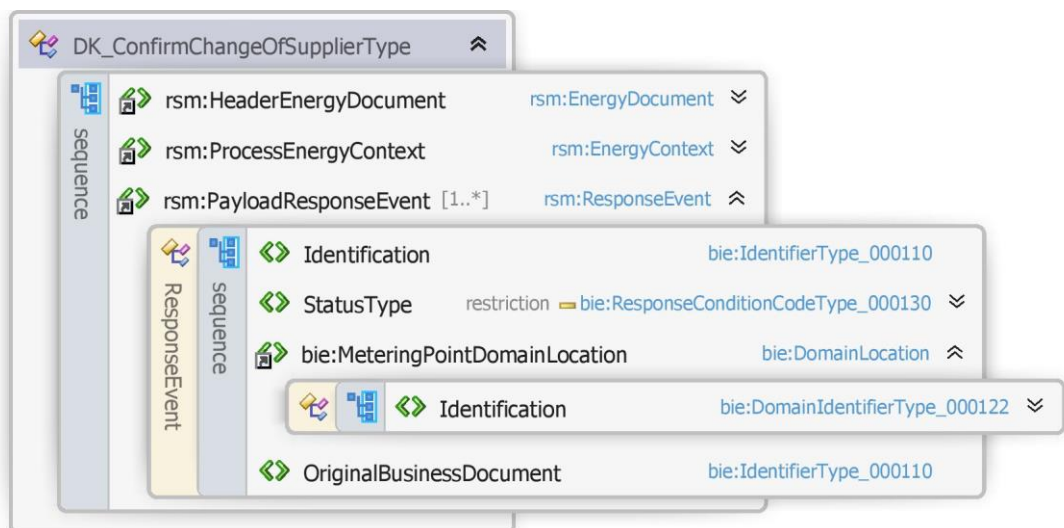 DK_ConfirmChangeOfSupplierType
sequence
rsm:HeaderEnergyDocument rsm:EnergyDocument
rsm:ProcessEnergyContext rsm:EnergyContext
rsm:PayloadResponseEvent [1..*] rsm:ResponseEvent
ResponseEvent
sequence
Identification bie:IdentifierType_000110
StatusType restriction bie:ResponseConditionCodeType_000130
bie:MeteringPointDomainLocation bie:DomainLocation
Identification bie:DomainIdentifierType_000122
OriginalBusinessDocument bie:IdentifierType_000110